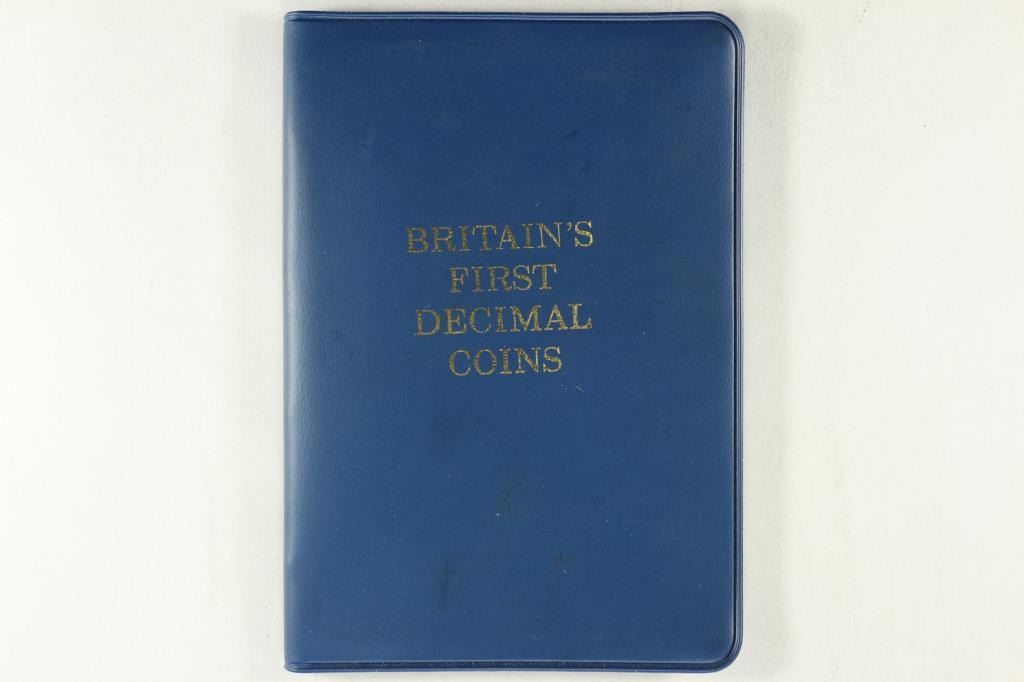 BRITAIN'S
FIRST
DECIMAL
COINS